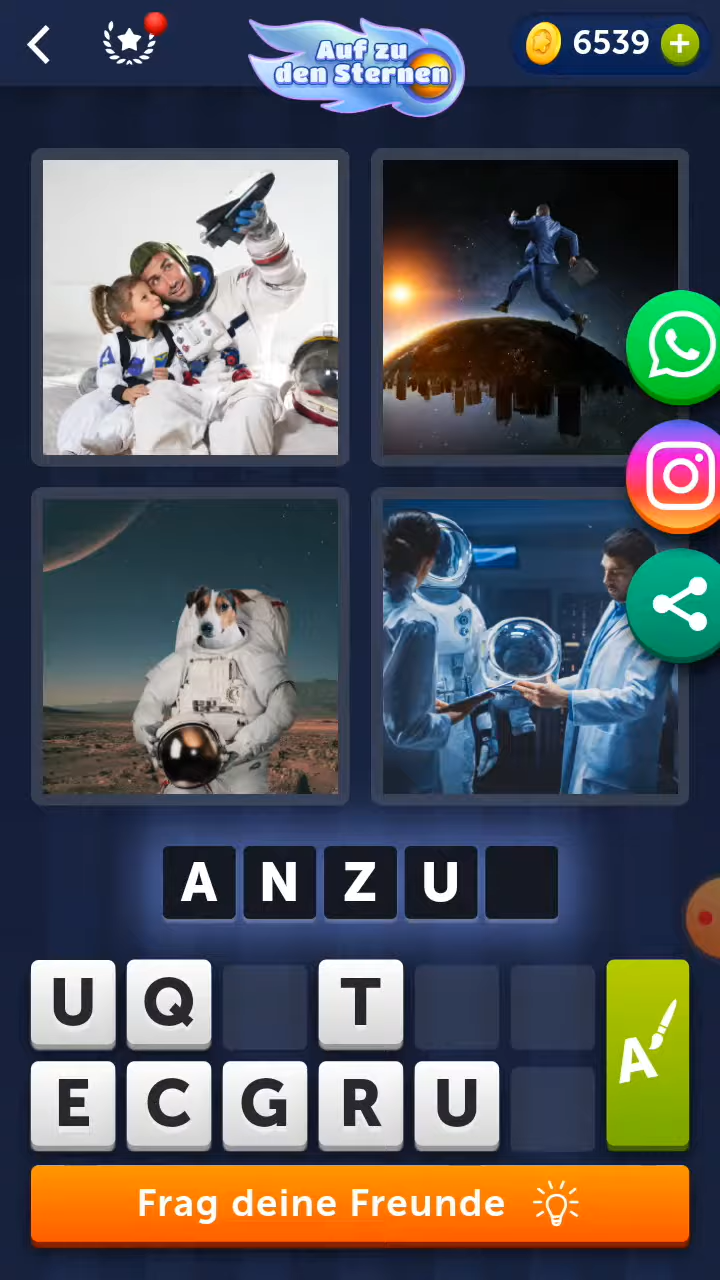 Auf zu
den Sternen
6539
A N Z U
U Q T
E C G R U
A
Frag deine Freunde